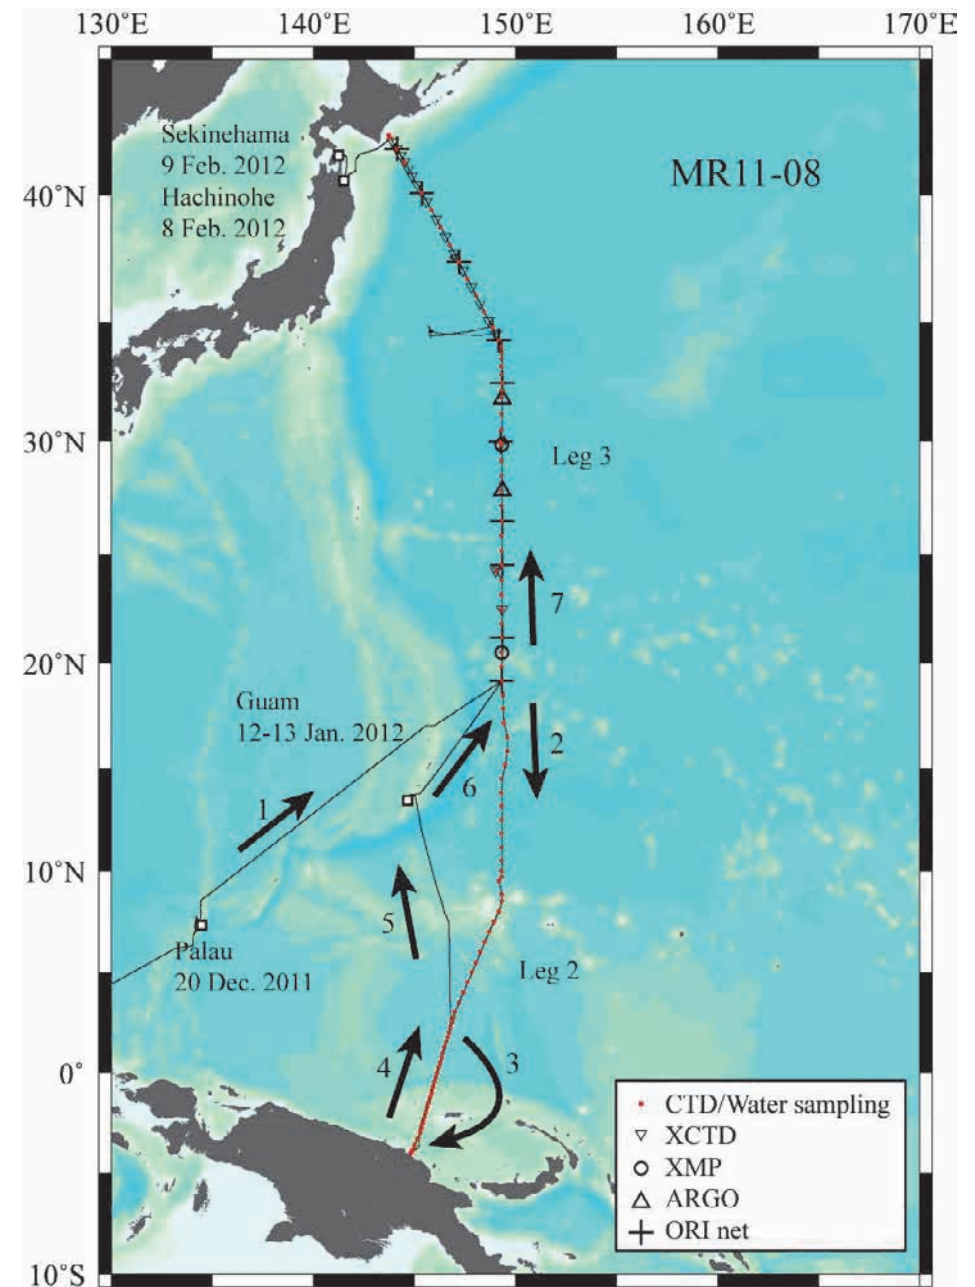 130˚E 140˚E 150˚E 160˚E 170˚E
Sekinehama
9 Feb. 2012
Hachinohe
8 Feb. 2012
MR11-08
40˚N
30˚N
Leg 3
7
20˚N
Guam
12-13 Jan. 2012
2
6
1
10˚N
5
Palau
20 Dec. 2011
Leg 2
4
3
0˚
CTD/Water sampling
XCTD
XMP
ARGO
ORI net
10˚S